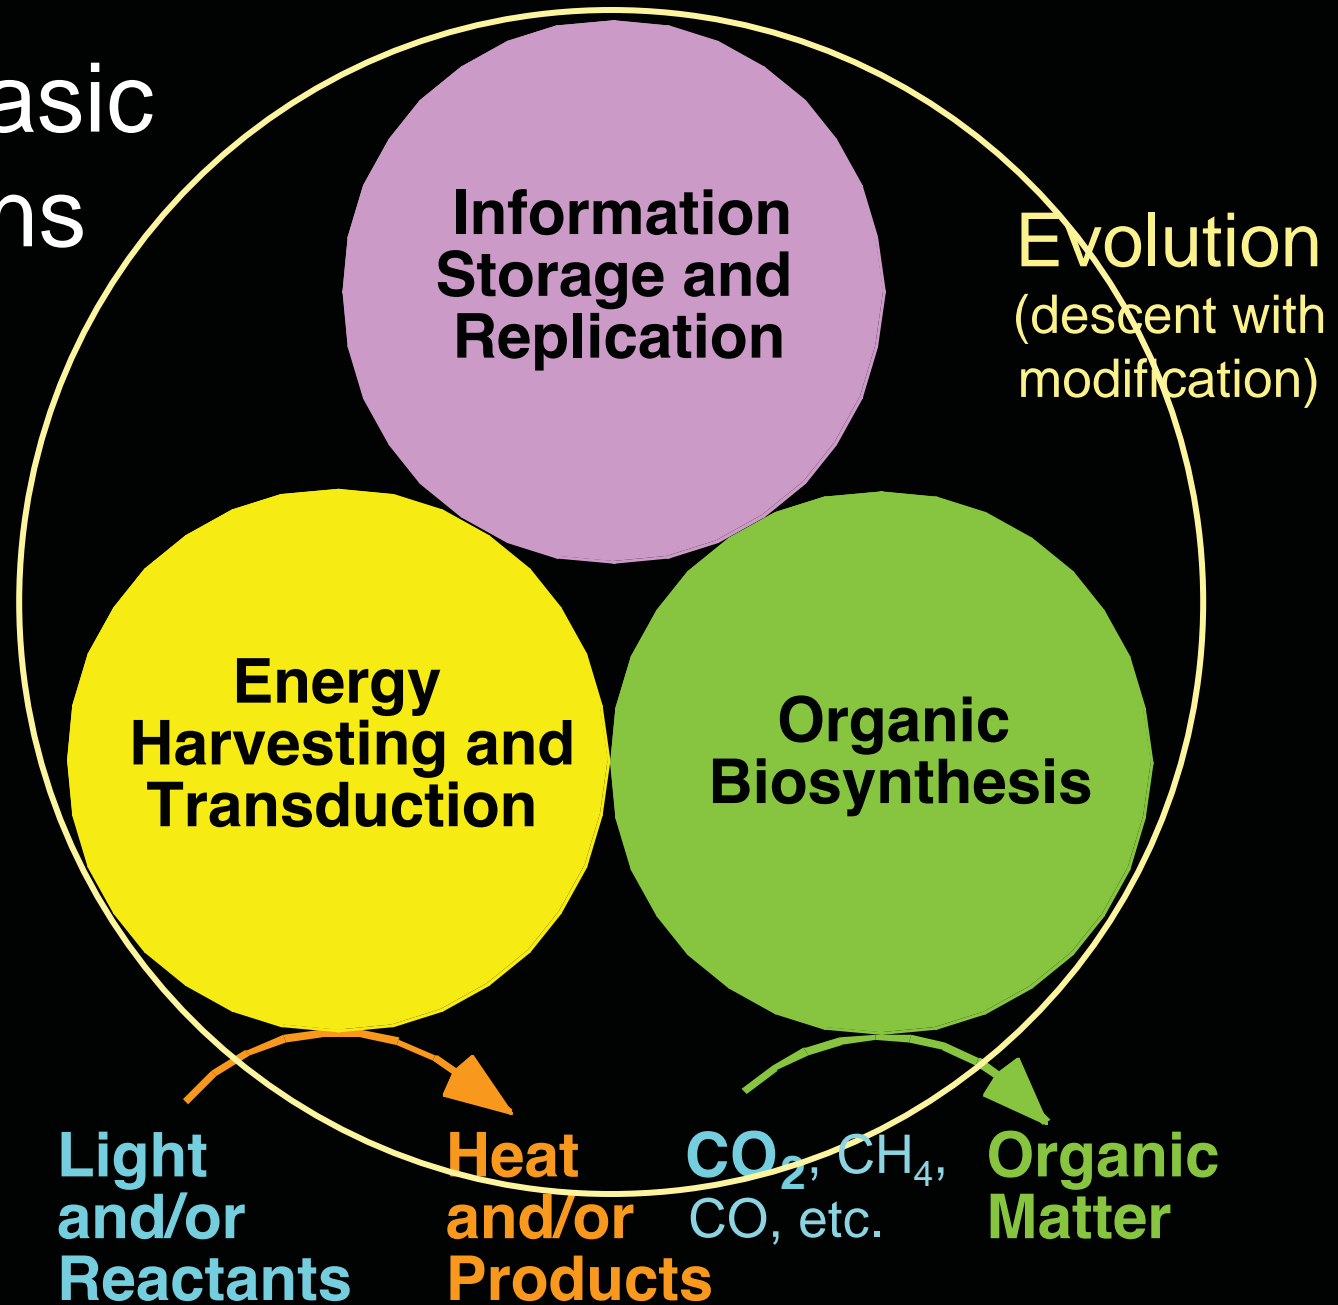 asic
ns
Information
Storage and
Replication
Evolution
(descent with
modification)
Energy
Harvesting and
Transduction
Organic
Biosynthesis
Light
and/or
Reactants
Heat
and/or
Products
CO₂, CH₄,
CO, etc.
Organic
Matter